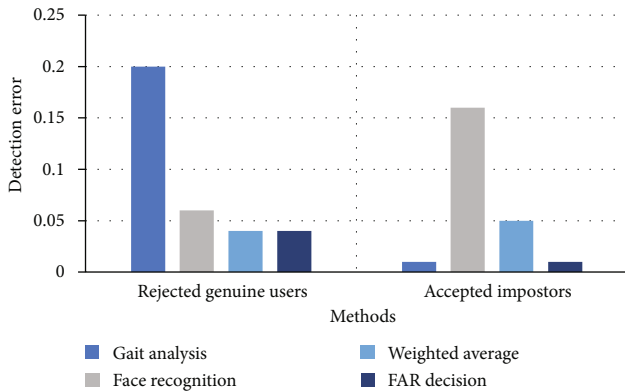 0.25
0.2
0.15
0.1
0.05
0
Detection error
Rejected genuine users
Accepted impostors
Methods
Gait analysis
Weighted average
Face recognition
FAR decision